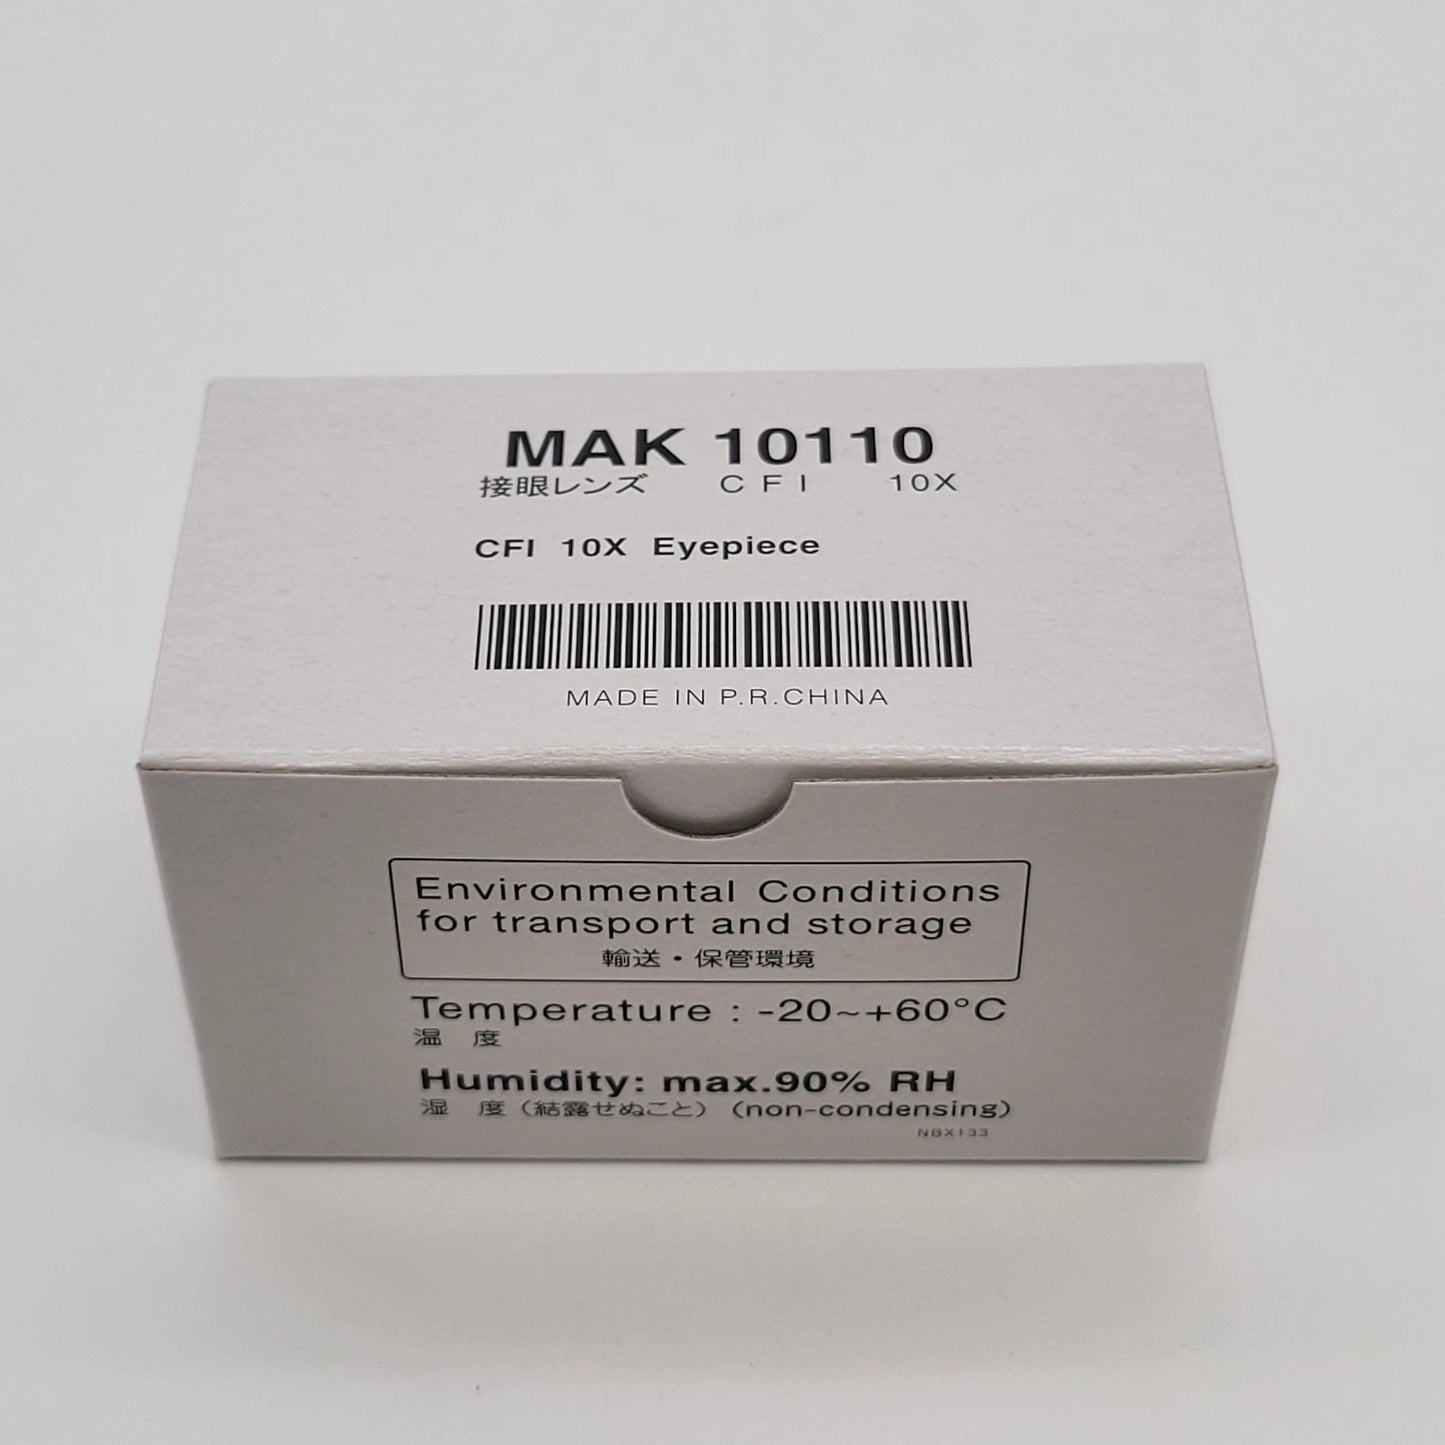 MAK 10110
接眼レンズ CFI 10X
CFI 10X Eyepiece
MADE IN P.R.CHINA
Environmental Conditions
for transport and storage
輸送・保管環境
Temperature : -20~+60°C
温 度
Humidity: max.90% RH
湿 度（結露せぬこと） (non-condensing)
NBX133